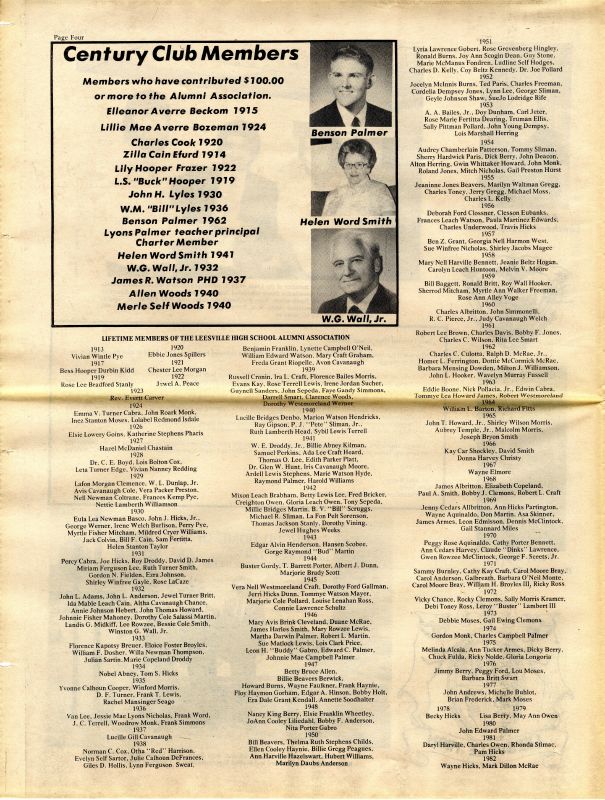 Page Four
Century Club Members
Members who have contributed $100.00
or more to the Alumni Association.
Elleanor Averre Beckom 1915
Lillie Mae Averre Bozeman 1924
Charles Cook 1920
Zilla Cain Efurd 1914
Lily Hooper Frazer 1922
L.S. "Buck" Hooper 1919
John H. Lyles 1930
W.M. "Bill" Lyles 1936
Benson Palmer 1962
Lyons Palmer teacher principal
Charter Member
Helen Word Smith 1941
W.G. Wall, Jr. 1932
James R. Watson PHD 1937
Allen Woods 1940
Merle Self Woods 1940
Benson Palmer
Helen Word Smith
W.G. Wall, Jr.
LIFETIME MEMBERS OF THE LEESVILLE HIGH SCHOOL ALUMNI ASSOCIATION
1913
Vivian Wintle Pye
1917
Bess Hooper Durbin Kidd
1919
Rose Lee Bradford Stanly
1920
Ebbie Jones Spillers
1921
Chester Lee Morgan
1922
Jewel A. Peace
1923
Rev. Evert Carver
1924
Emma V. Turner Cabra, John Roark Monk,
Inez Stanton Moses, Lolabel Redmond Isdale
1926
Elsie Lowery Goins, Katherine Stephens Pharis
1927
Hazel McDaniel Chastain
1928
Dr. C. E. Boyd, Lois Bolton Cox,
Leta Turner Edge, Vivian Nanney Redding
1929
Lafon Morgan Clemence, W. L. Dunlap, Jr.
Avis Cavanaugh Cole, Vera Packer Preston,
Nell Newman Coltrate, Frances Kemp Pye,
Nettie Lamberth Williamson
1930
Eula Lea Newman Basco, John J. Hicks, Jr.,
George Werner, Irene Welch Burlison, Perry Pye,
Myrtle Fisher Mitcham, Mildred Cryer Williams,
Jack Colvin, Bill F. Cain, Sam Fertitta,
Helen Stanton Taylor
1931
Percy Cabra, Joe Hicks, Roy Droddy, David D. James
Miriam Ferguson Lee, Ruth Turner Smith,
Gordon N. Fielden, Ezra Johnson,
Shirley Winfree Gayle, Rose LaCaze
1932
John L. Adams, John L. Anderson, Jewel Turner Britt,
Ida Mable Leach Cain, Altha Cavanaugh Chance,
Annie Johnson Hebert, John Thomas Howard,
Johnnie Fisher Mahoney, Dorothy Cole Salassi Martin,
Landis G. Midkiff, Leo Rowzee, Bessie Cole Smith,
Winston G. Wall, Jr.
1933
Florence Kapotsy Breuer, Eloice Foster Broyles,
William F. Dosher, Willa Newman Thompson,
Julian Sartin, Marie Copeland Droddy
1934
Nobel Abney, Tom S. Hicks
1935
Yvonne Calhoun Cooper, Winford Morris,
D. F. Turner, Frank T. Lewis,
Rachel Mansinger Seago
1936
Van Lee, Jessie Mae Lyons Nicholas, Frank Word,
J. C. Terrell, Woodrow Monk, Frank Simmons
1937
Lucille Gill Cavanaugh
1938
Norman C. Cox, Otha "Red" Harrison,
Evelyn Self Sartor, Julie Calhoun DeFrances,
Giles D. Hollis, Lynn Ferguson, Sweat,
Benjamin Franklin, Lynette Campbell O'Neil,
William Edward Watson, Mary Craft Graham,
Freda Grant Riopelle, Avon Cavanaugh
1939
Russell Cronin, Ira L. Craft, Florence Bailes Morris,
Evans Kay, Rose Terrell Lewis, Irene Jordan Sucher,
Guynell Sanders, John Sepeda, Faye Gandy Simmons,
Darrell Smart, Clarence Woods,
Dorothy Westmoreland Warner
1940
Lucille Bridges Denbo, Marion Watson Hendricks,
Ray Gipson, P. J. "Pete" Sliman, Jr.,
Ruth Lamberth Head, Sybil Lewis Terrell
1941
W. E. Droddy, Jr., Billie Abney Kilman,
Samuel Perkins, Ada Lee Craft Heard,
Thomas O. Lee, Edith Parker Platt,
Dr. Glen W. Hunt, Iris Cavanaugh Moore,
Ardell Lewis Stephens, Marie Watson Hyde,
Raymond Palmer, Harold Williams
1942
Mixon Leach Brabham, Betty Lewis Lee, Fred Bricker,
Creighton Owen, Gloria Leach Owen, Tony Sepeda,
Millie Bridges Martin, B. V. "Bill" Scruggs,
Michael R. Sliman, La Fon Pelt Sorenson,
Thomas Jackson Stanly, Dorothy Vining,
Jewel Hughes Weeks
1943
Edgar Alvin Henderson, Hansen Scobee,
Gorge Raymond "Bud" Martin
1944
Buster Gordy, T. Barrett Porter, Albert J. Dunn,
Marjorie Brady Scott
1945
Vera Nell Westmoreland Craft, Dorothy Ford Gallman,
Jerri Hicks Dunn, Tommye Watson Mayer,
Marjorie Cole Pollard, Louise Lenahan Ross,
Connie Lawrence Schultz
1946
Mary Avis Brink Cleveland, Duane McRae,
James Harles Smith, Mary Rowzee Lewis,
Martha Darwin Palmer, Robert L. Martin,
Sue Matlock Lewis, Lois Clark Price,
Leon H. "Buddy" Gabro, Edward C. Palmer,
Johnnie Mae Campbell Palmer
1947
Betty Bruce Allen,
Billie Beavers Berwick,
Howard Burns, Wayne Faulkner, Frank Haynie,
Floy Haymon Gorham, Edgar A. Hinson, Bobby Holt,
Era Dale Grant Kendall, Annette Soodhalter
1948
Nancy King Berry, Elsie Franklin Wheatley,
JoAnn Cooley Liliedahl, Bobby F. Anderson,
Nita Porter Gabro
1950
Bill Beavers, Thelma Ruth Stephens Childs,
Ellen Cooley Haynie, Billie Gregg Peagues,
Ann Harville Hazelswart, Hubert Williams,
Marilyn Daubs Anderson
1951
Lyria Lawrence Gobert, Rose Grevenberg Hingley,
Ronald Burns, Joy Ann Scogin Dean, Guy Stone,
Marie McManus Fondren, Ludline Self Hodges,
Charles D. Kelly, Coy Beltz Kennedy, Dr. Joe Pollard
1952
Jocelyn McInnis Burns, Ted Paris, Charles Freeman,
Cordella Dempsey Jones, Lynn Lee, George Sliman,
Geyle Johnson Shaw, SueJo Lodridge Rife
1953
A. A. Bailes, Jr., Doy Dunham, Carl Jeter,
Rose Marie Fertitta Dearing, Truman Ellis,
Sally Pittman Pollard, John Young Dempsy,
Lois Marshall Herring
1954
Audrey Chamberlain Patterson, Tommy Sliman,
Sherry Hardwick Paris, Dick Berry, John Deacon,
Alton Herring, Gwin Whittaker Howard, John Monk,
Roland Jones, Mitch Nicholas, Gail Preston Hurst
1955
Jeaninne Jones Beavers, Marilyn Waltman Gregg,
Charles Toney, Jerry Gregg, Michael Moss,
Charles L. Kelly
1956
Deborah Ford Clossner, Clesson Eubanks,
Frances Leach Watson, Paula Martinez Edwards,
Charles Underwood, Travis Hicks
1957
Ben Z. Grant, Georgia Nell Harmon West,
Sue Winfree Nicholas, Shirley Jacobs Magee
1958
Mary Nell Harville Bennett, Jeanie Beltz Hogan,
Carolyn Leach Huntoon, Melvin V. Moore
1959
Bill Baggett, Ronald Britt, Roy Wall Hooker,
Sherrod Mitcham, Myrtle Ann Walker Freeman,
Rose Ann Alley Voge
1960
Charles Albritton, John Simmonelli,
R. C. Pierce, Jr., Judy Cavanaugh Welch
1961
Robert Lee Brown, Charles Davis, Bobby F. Jones,
Charles C. Wilson, Rita Lee Smart
1962
Charles C. Culotta, Ralph D. McRae, Jr.,
Homer L. Ferrington, Dottie McCormick McRae,
Barbara Menning Dowden, Milton J. Williamson,
John L. Hooker, Wavelyn Murray Fussell
1963
Eddie Boone, Nick Pollacia, Jr., Edwin Cabra,
Tommye Lea Howard James, Robert Westmoreland
1964
William L. Barton, Richard Pitts
1965
John T. Howard, Jr., Shirley Wilson Morris,
Aubrey Temple, Jr., Malcolm Morris,
Joseph Bryon Smith
1966
Kay Car Shockley, David Smith
Donna Harvey Chrisey
1967
Wayne Elmore
1968
James Albritton, Elizabeth Copeland,
Paul A. Smith, Bobby J. Clemons, Robert L. Craft
1969
Jenny Cedars Allbritton, Ann Hicks Partington,
Wayne Aquinaldo, Don Martin, Asa Skinner,
James Armes, Leon Edmisson, Dennis McClintock,
Gail Stannard Miles
1970
Peggy Rose Aquinaldo, Cathy Porter Bennett,
Ann Cedars Harvey, Claude "Dinks" Lawrence,
Gwen Rowzee McClintock, George F. Streets, Jr.
1971
Sammy Burnley, Cathy Kay Craft, Carol Moore Bray,
Carol Anderson, Galbreath, Barbara O'Neil Monte,
Carol Moore Bray, William H. Broyles III, Ricky Ross
1972
Vicky Chance, Rocky Clemons, Sally Morris Kramer,
Debi Toney Ross, Leroy "Buster" Lambert III
1973
Debbie Moses, Gail Ewing Clemons
1974
Gordon Monk, Charles Campbell Palmer
1975
Melinda Alcala, Ann Tucker Armes, Dicky Berry,
Chuck Fulda, Ricky Nolde, Gloria Longoria
1976
Jimmy Berry, Peggy Ford, Lou Moses,
Barbara Britt Swart
1977
John Andrews, Michelle Buhlot,
Brian Frederick, Mark Moses
1978 1979
Becky Hicks Lisa Berry, May Ann Owen
1980
John Edward Palmer
1981
Daryl Harville, Charles Owen, Rhonda Stimac,
Pam Hicks
1982
Wayne Hicks, Mark Dillon McRae